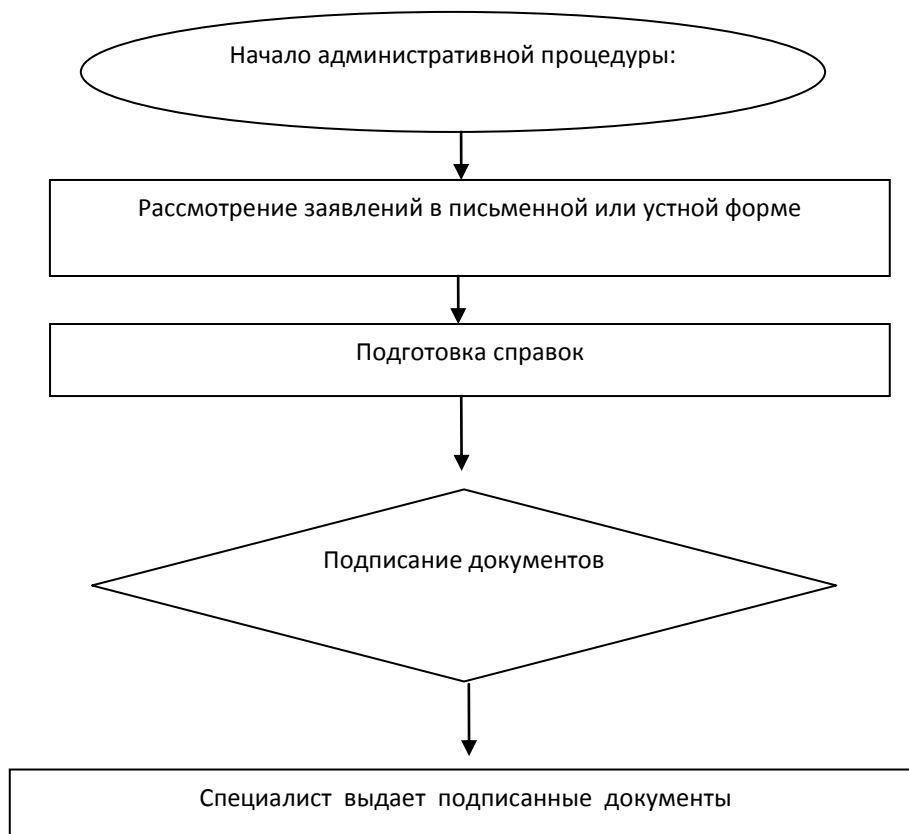 Начало административной процедуры:
Рассмотрение заявлений в письменной или устной форме
Подготовка справок
Подписание документов
Специалист выдает подписанные документы